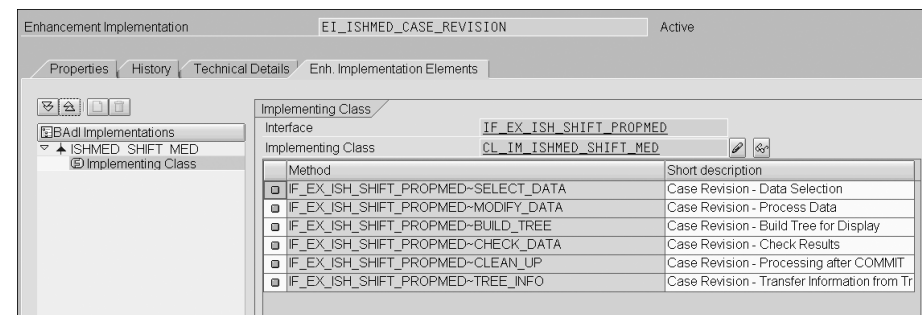 Enhancement Implementation EI_ISHMED_CASE_REVISION Active
Properties History Technical Details Enh. Implementation Elements
BAdI Implementations
ISHMED_SHIFT_MED
Implementing Class
Implementing Class
Interface IF_EX_ISH_SHIFT_PROPMED
Implementing Class CL_IM_ISHMED_SHIFT_MED
Method Short description
IF_EX_ISH_SHIFT_PROPMED~SELECT_DATA Case Revision - Data Selection
IF_EX_ISH_SHIFT_PROPMED~MODIFY_DATA Case Revision - Process Data
IF_EX_ISH_SHIFT_PROPMED~BUILD_TREE Case Revision - Build Tree for Display
IF_EX_ISH_SHIFT_PROPMED~CHECK_DATA Case Revision - Check Results
IF_EX_ISH_SHIFT_PROPMED~CLEAN_UP Case Revision - Processing after COMMIT
IF_EX_ISH_SHIFT_PROPMED~TREE_INFO Case Revision - Transfer Information from Tr